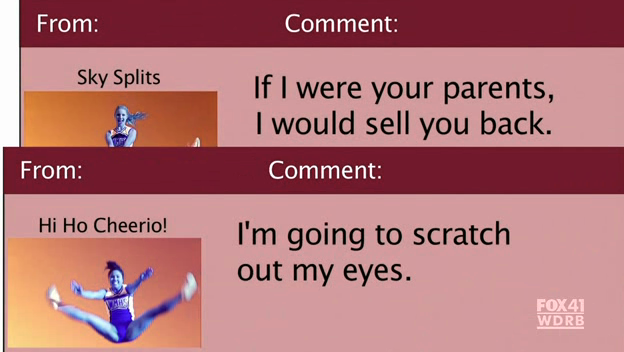 From:
Comment:
Sky Splits
If I were your parents,
I would sell you back.
From:
Comment:
Hi Ho Cheerio!
I'm going to scratch
out my eyes.
FOX41
WDRB